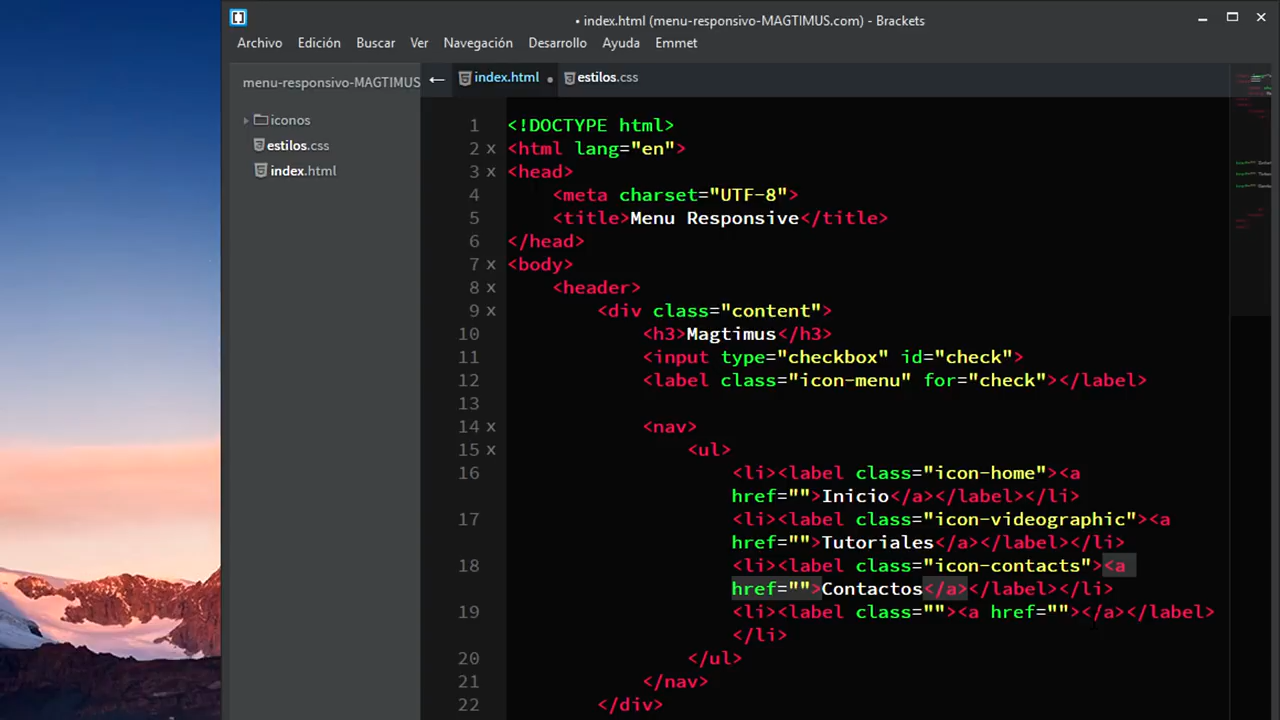 • index.html (menu-responsivo-MAGTIMUS.com) - Brackets
Archivo Edición Buscar Ver Navegación Desarrollo Ayuda Emmet
menu-responsivo-MAGTIMUS
iconos
estilos.css
index.html
← index.html • estilos.css
1 <!DOCTYPE html>
2 x <html lang="en">
3 x <head>
4 <meta charset="UTF-8">
5 <title>Menu Responsive</title>
6 </head>
7 x <body>
8 x <header>
9 x <div class="content">
10 <h3>Magtimus</h3>
11 <input type="checkbox" id="check">
12 <label class="icon-menu" for="check"></label>
13
14 x <nav>
15 x <ul>
16 <li><label class="icon-home"><a
href="">Inicio</a></label></li>
17 <li><label class="icon-videographic"><a
href="">Tutoriales</a></label></li>
18 <li><label class="icon-contacts"><a
href="">Contactos</a></label></li>
19 <li><label class=""><a href=""></a></label>
</li>
20 </ul>
21 </nav>
22 </div>